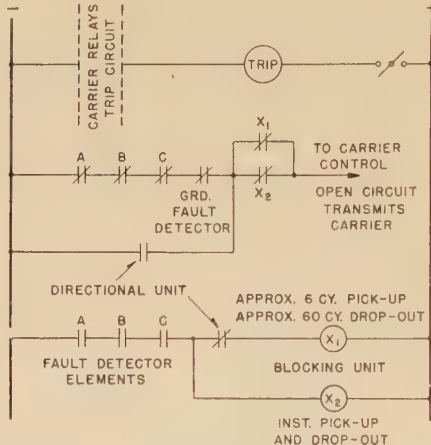 CARRIER RELAYS
TRIP CIRCUIT
TRIP
X1
A B C
GRD.
FAULT
DETECTOR
X2
TO CARRIER
CONTROL
OPEN CIRCUIT
TRANSMITS
CARRIER
DIRECTIONAL UNIT
APPROX. 6 CY. PICK-UP
APPROX. 60 CY. DROP-OUT
A B C
X1
FAULT DETECTOR
ELEMENTS
BLOCKING UNIT
X2
INST. PICK-UP
AND DROP-OUT